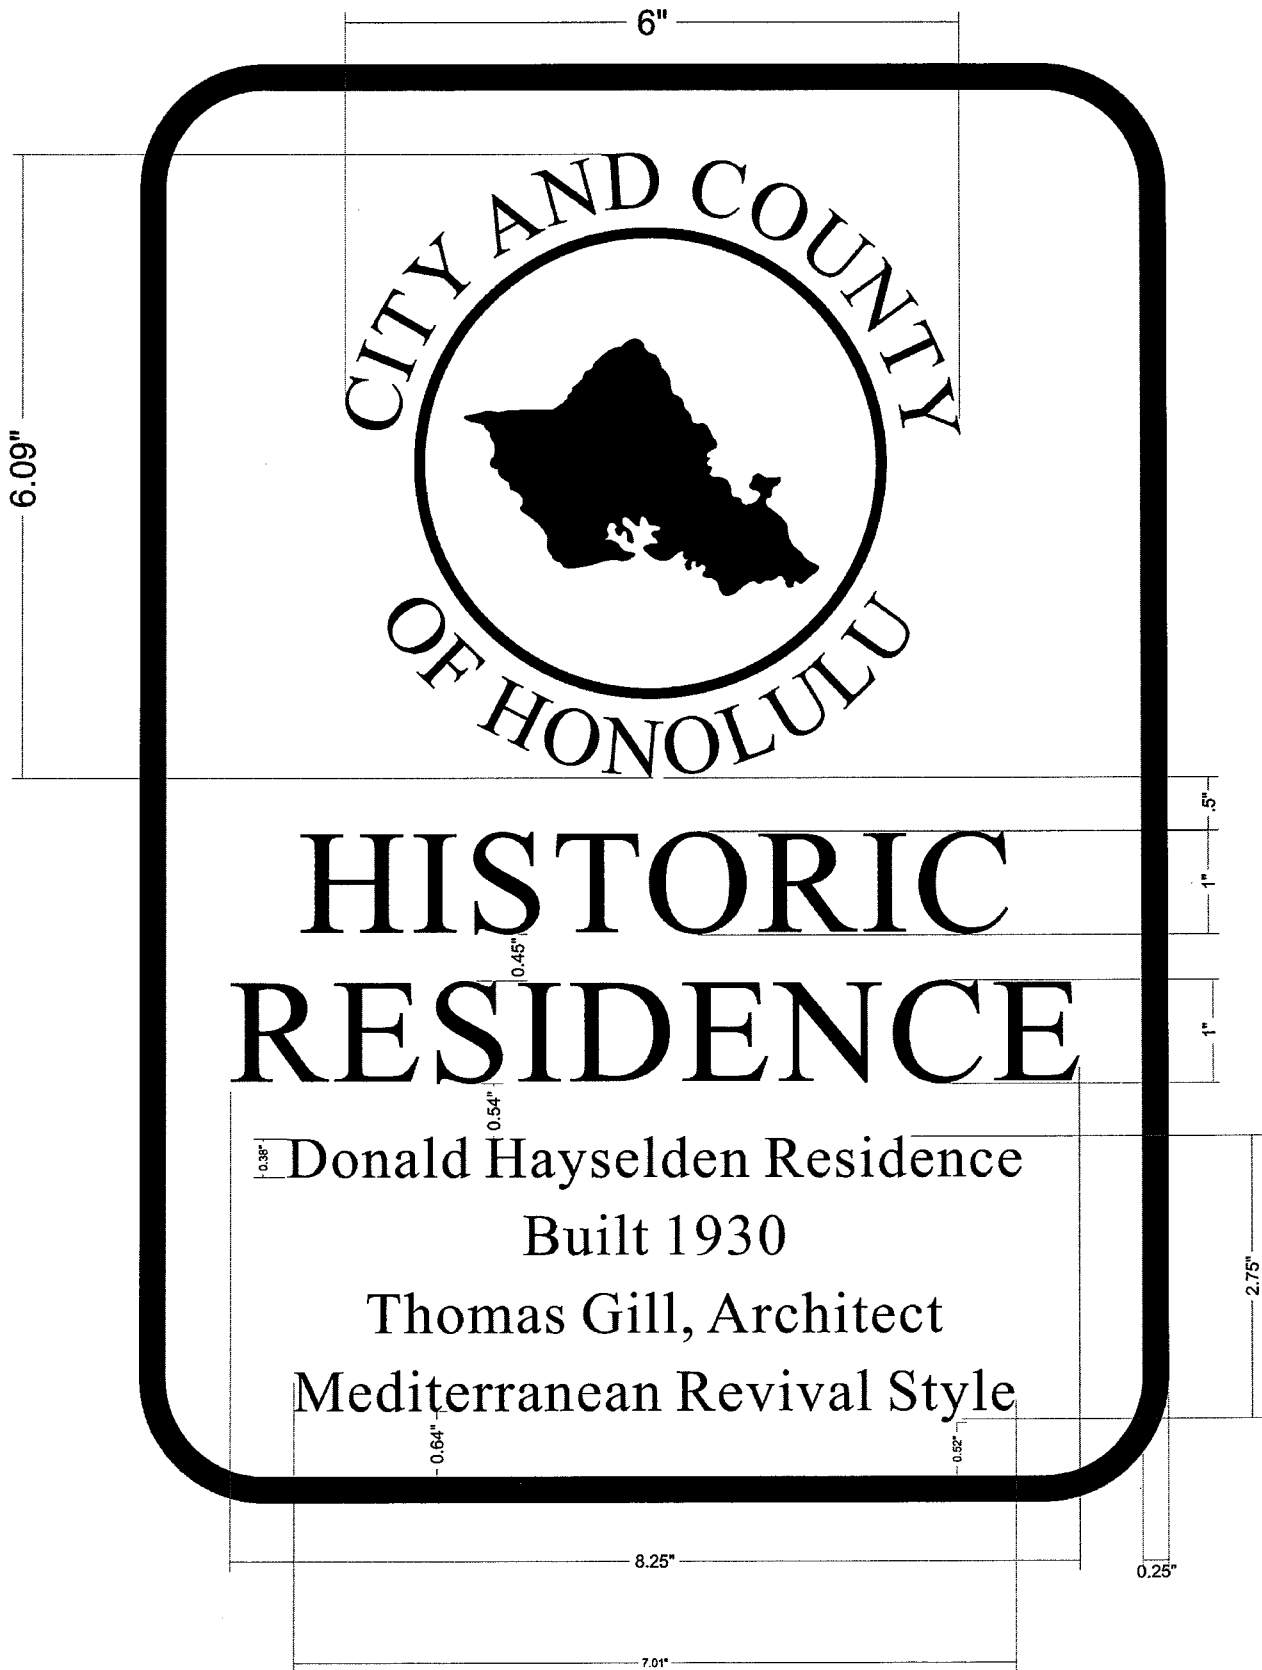 6"
CITY AND COUNTY
OF HONOLULU
6.09"
.5"
HISTORIC
1"
0.45"
RESIDENCE
1"
0.54"
0.38"
Donald Hayselden Residence
Built 1930
Thomas Gill, Architect
2.75"
Mediterranean Revival Style
0.64"
0.52"
8.25"
0.25"
7.01"